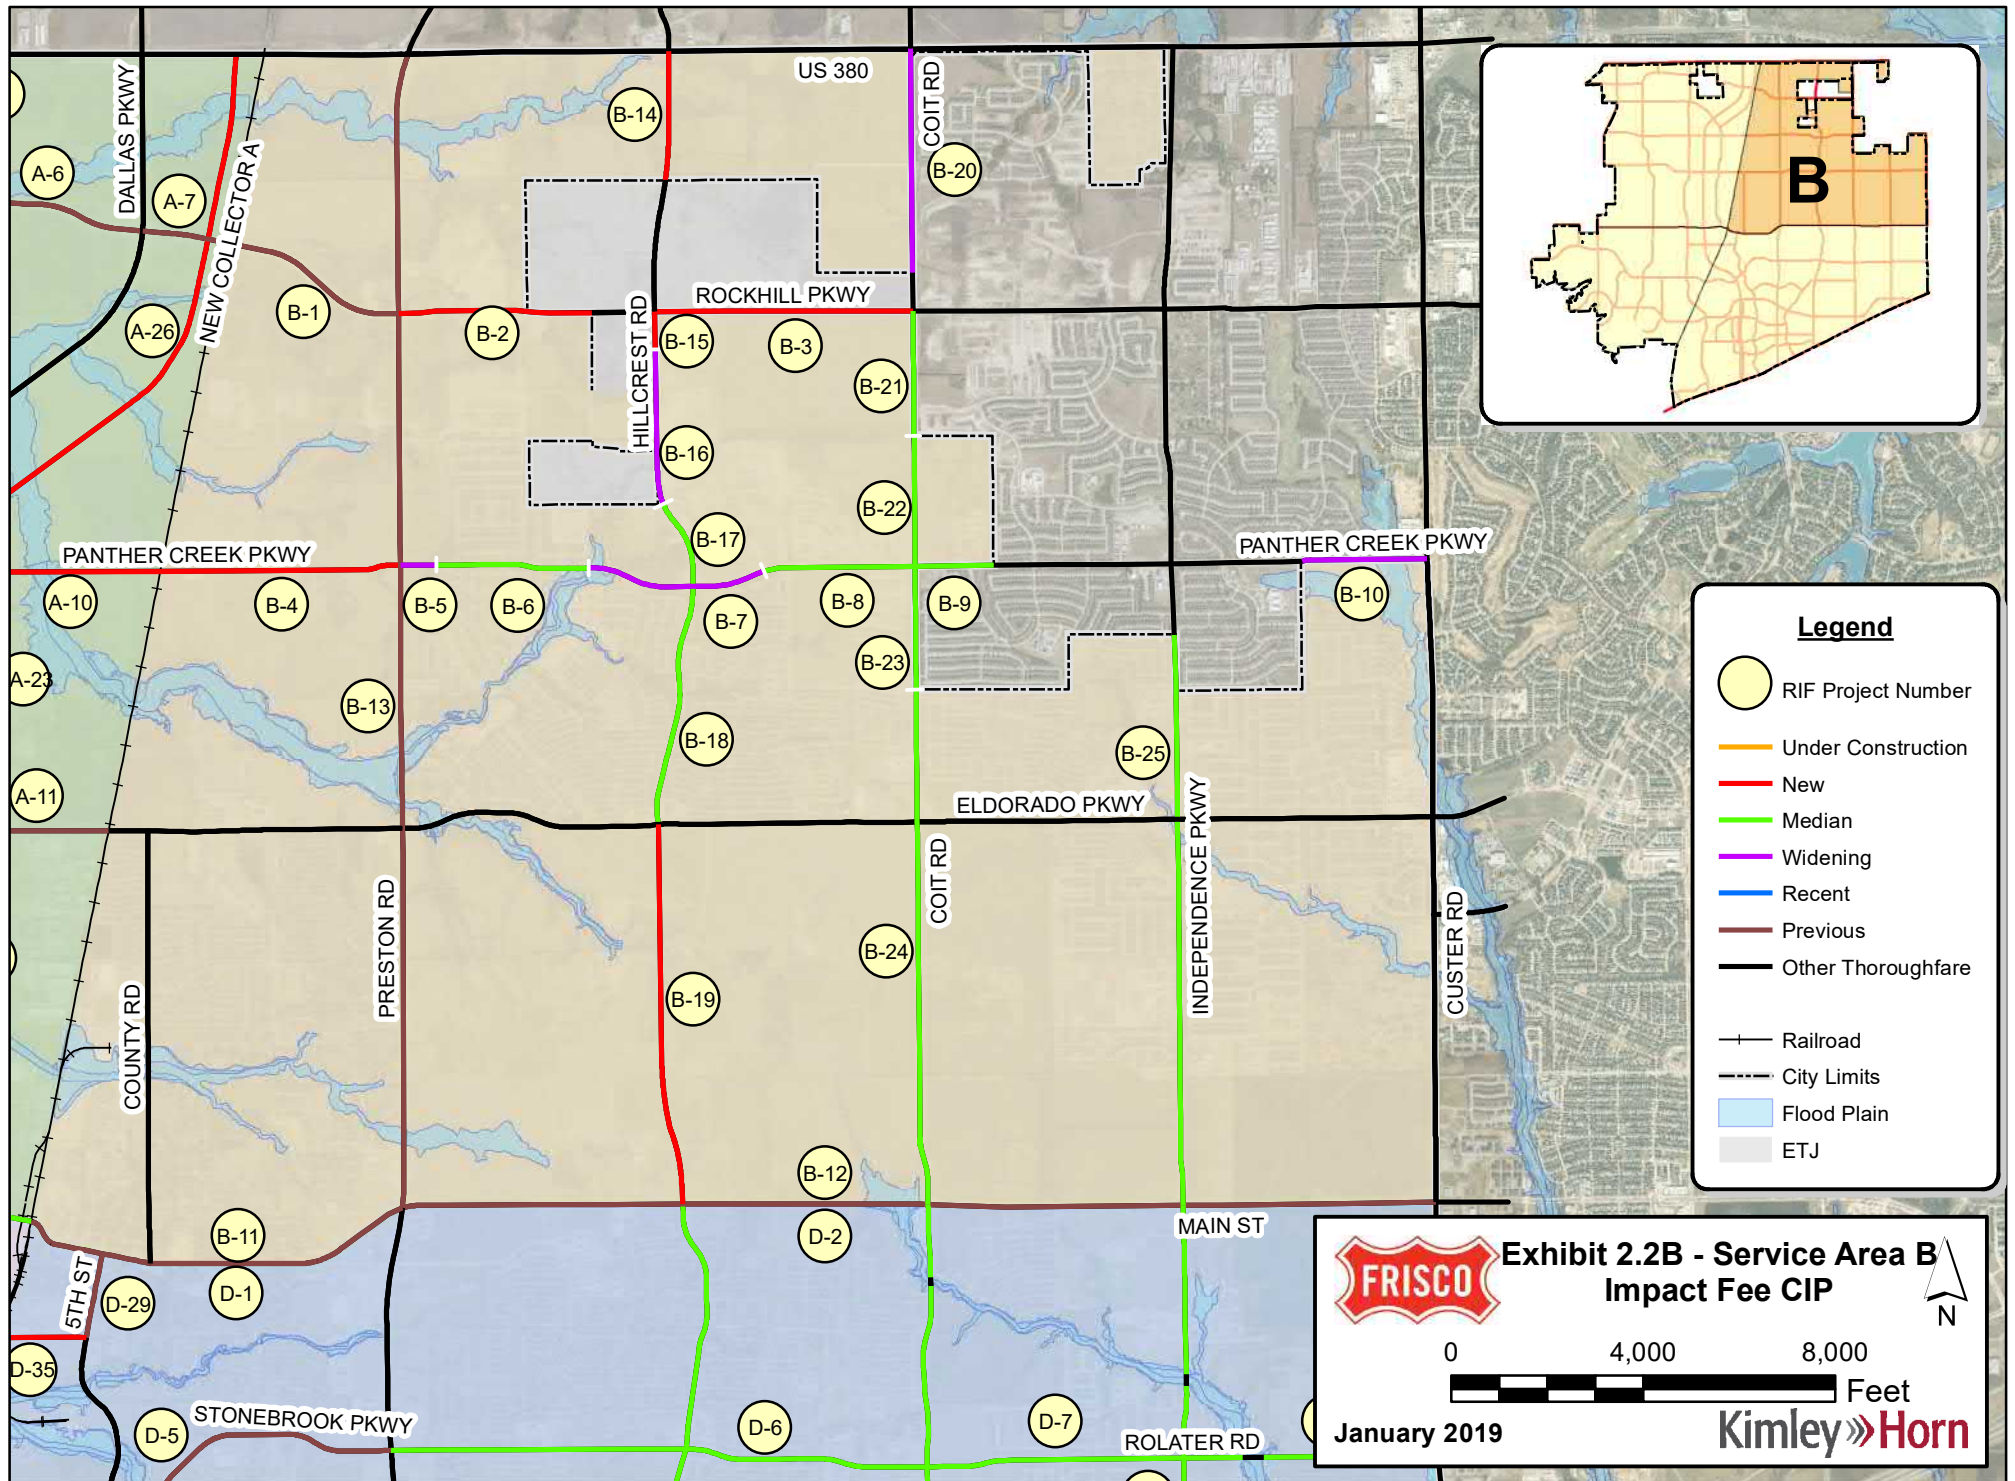 US 380
DALLAS PKWY
COIT RD
B-14
B-20
A-6
A-7
NEW COLLECTOR A
B
ROCKHILL PKWY
B-1
A-26
B-2
HILLCREST RD
B-15
B-3
B-21
B-16
B-22
B-17
PANTHER CREEK PKWY
PANTHER CREEK PKWY
A-10
B-4
B-5
B-6
B-7
B-8
B-9
B-10
A-23
B-13
B-23
B-18
B-25
A-11
ELDORADO PKWY
INDEPENDENCE PKWY
COIT RD
PRESTON RD
B-24
CUSTER RD
COUNTY RD
B-19
B-12
B-11
D-2
MAIN ST
5TH ST
D-29
D-1
D-35
STONEBROOK PKWY
D-5
D-6
D-7
ROLATER RD
Legend
RIF Project Number
Under Construction
New
Median
Widening
Recent
Previous
Other Thoroughfare
Railroad
City Limits
Flood Plain
ETJ
FRISCO
Exhibit 2.2B - Service Area B
Impact Fee CIP
N
0 4,000 8,000
Feet
January 2019
Kimley»Horn